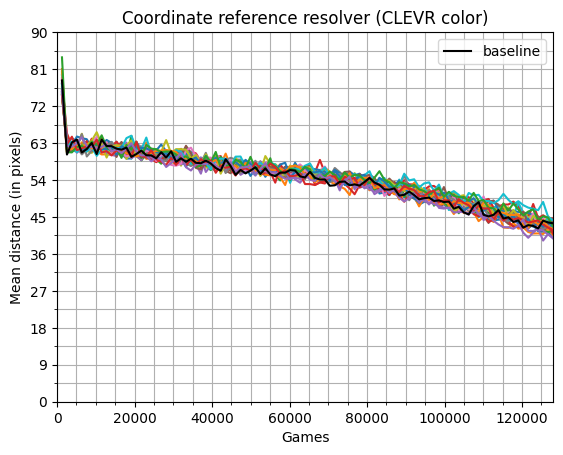 Coordinate reference resolver (CLEVR color)
baseline
Mean distance (in pixels)
90
81
72
63
54
45
36
27
18
9
0
0 20000 40000 60000 80000 100000 120000
Games